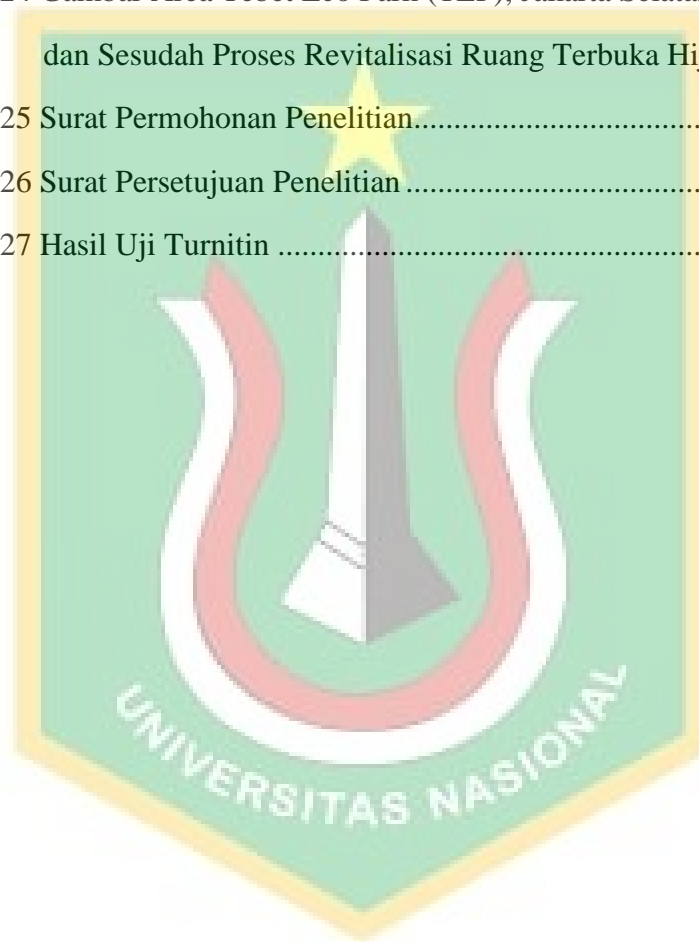 dan Sesudah Proses Revitalisasi Ruang Terbuka
25 Surat Permohonan Penelitian..........................................
26 Surat Persetujuan Penelitian ..........................................
27 Hasil Uji Turnitin ..........................................................
UNIVERSITAS NASIONAL